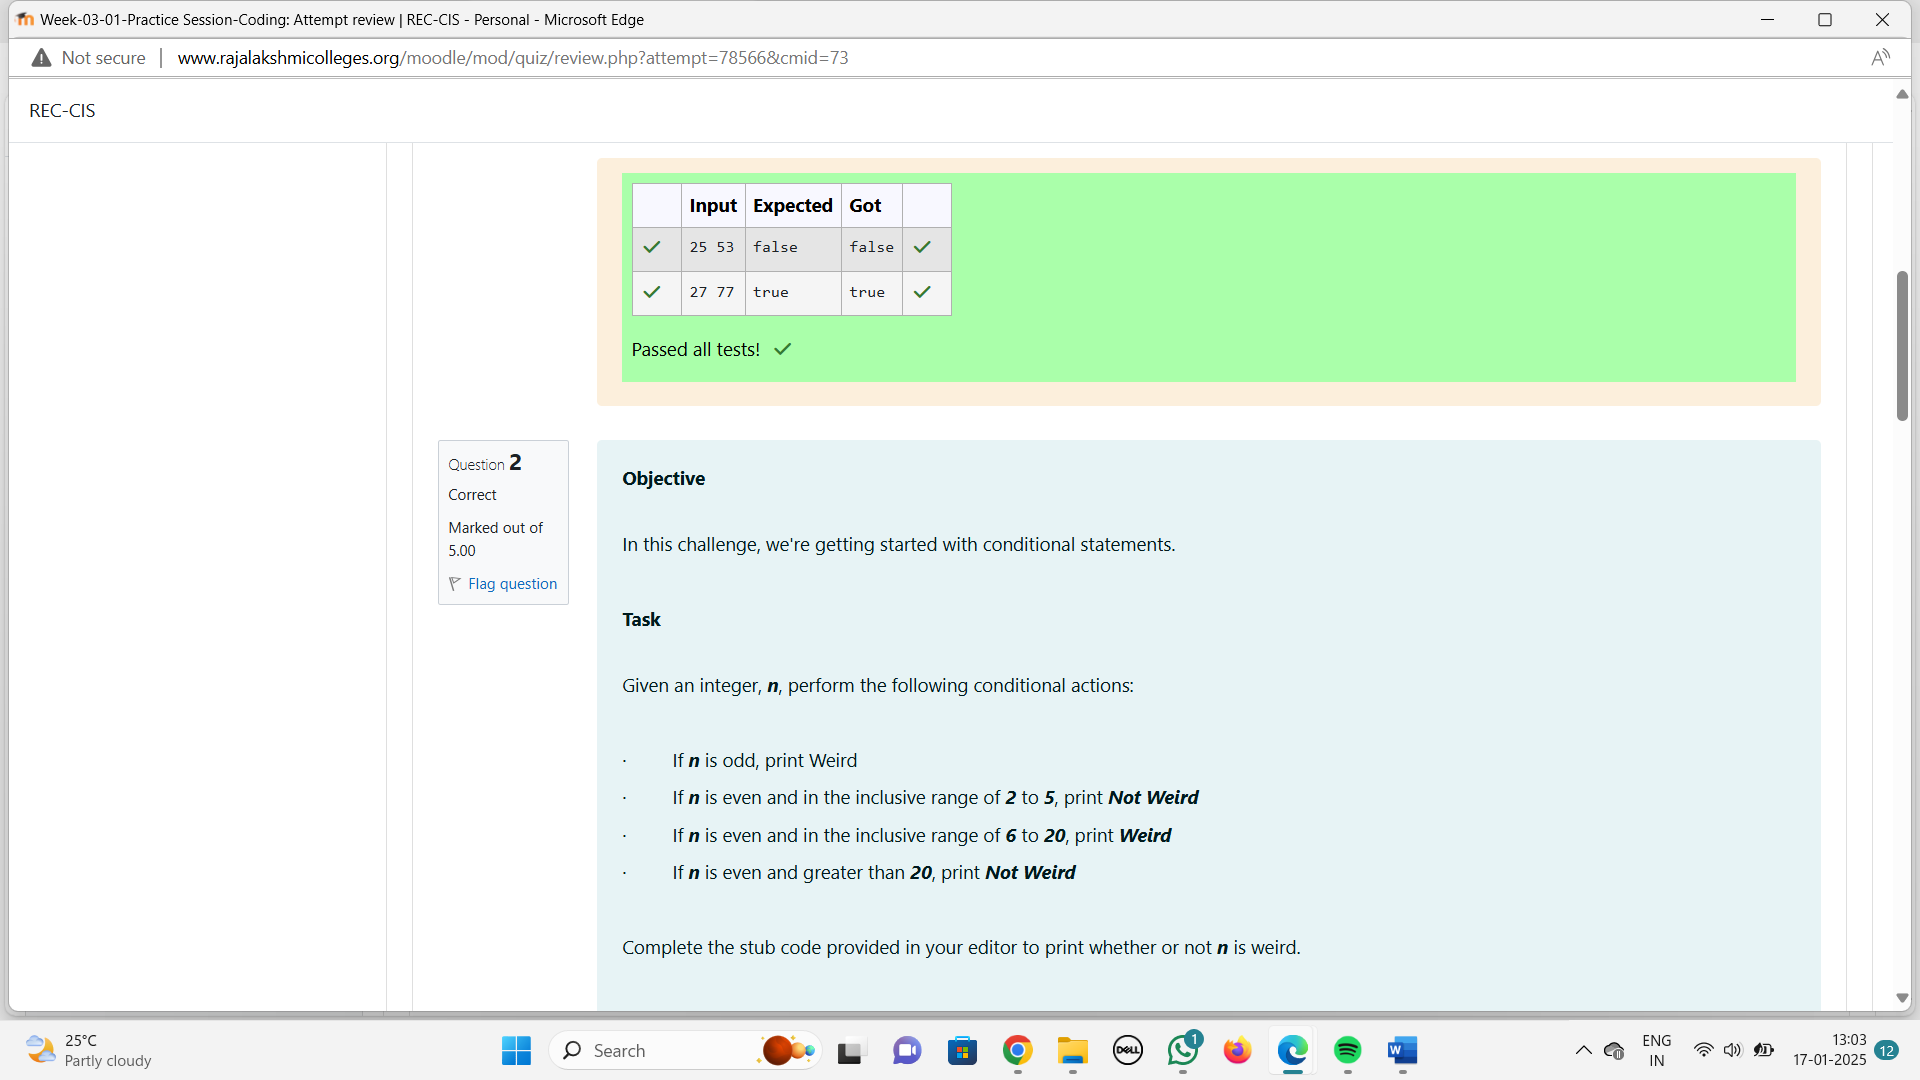 Week-03-01-Practice Session-Coding: Attempt review | REC-CIS - Personal - Microsoft Edge
Not secure | www.rajalakshmicolleges.org/moodle/mod/quiz/review.php?attempt=78566&cmid=73
REC-CIS
Input Expected Got
25 53 false false
27 77 true true
Passed all tests!
Question 2
Correct
Marked out of
5.00
Flag question
Objective
In this challenge, we're getting started with conditional statements.
Task
Given an integer, n, perform the following conditional actions:
· If n is odd, print Weird
· If n is even and in the inclusive range of 2 to 5, print Not Weird
· If n is even and in the inclusive range of 6 to 20, print Weird
· If n is even and greater than 20, print Not Weird
Complete the stub code provided in your editor to print whether or not n is weird.
25°C
Partly cloudy
Search
DELL
1
W
ENG
IN
13:03
17-01-2025
12